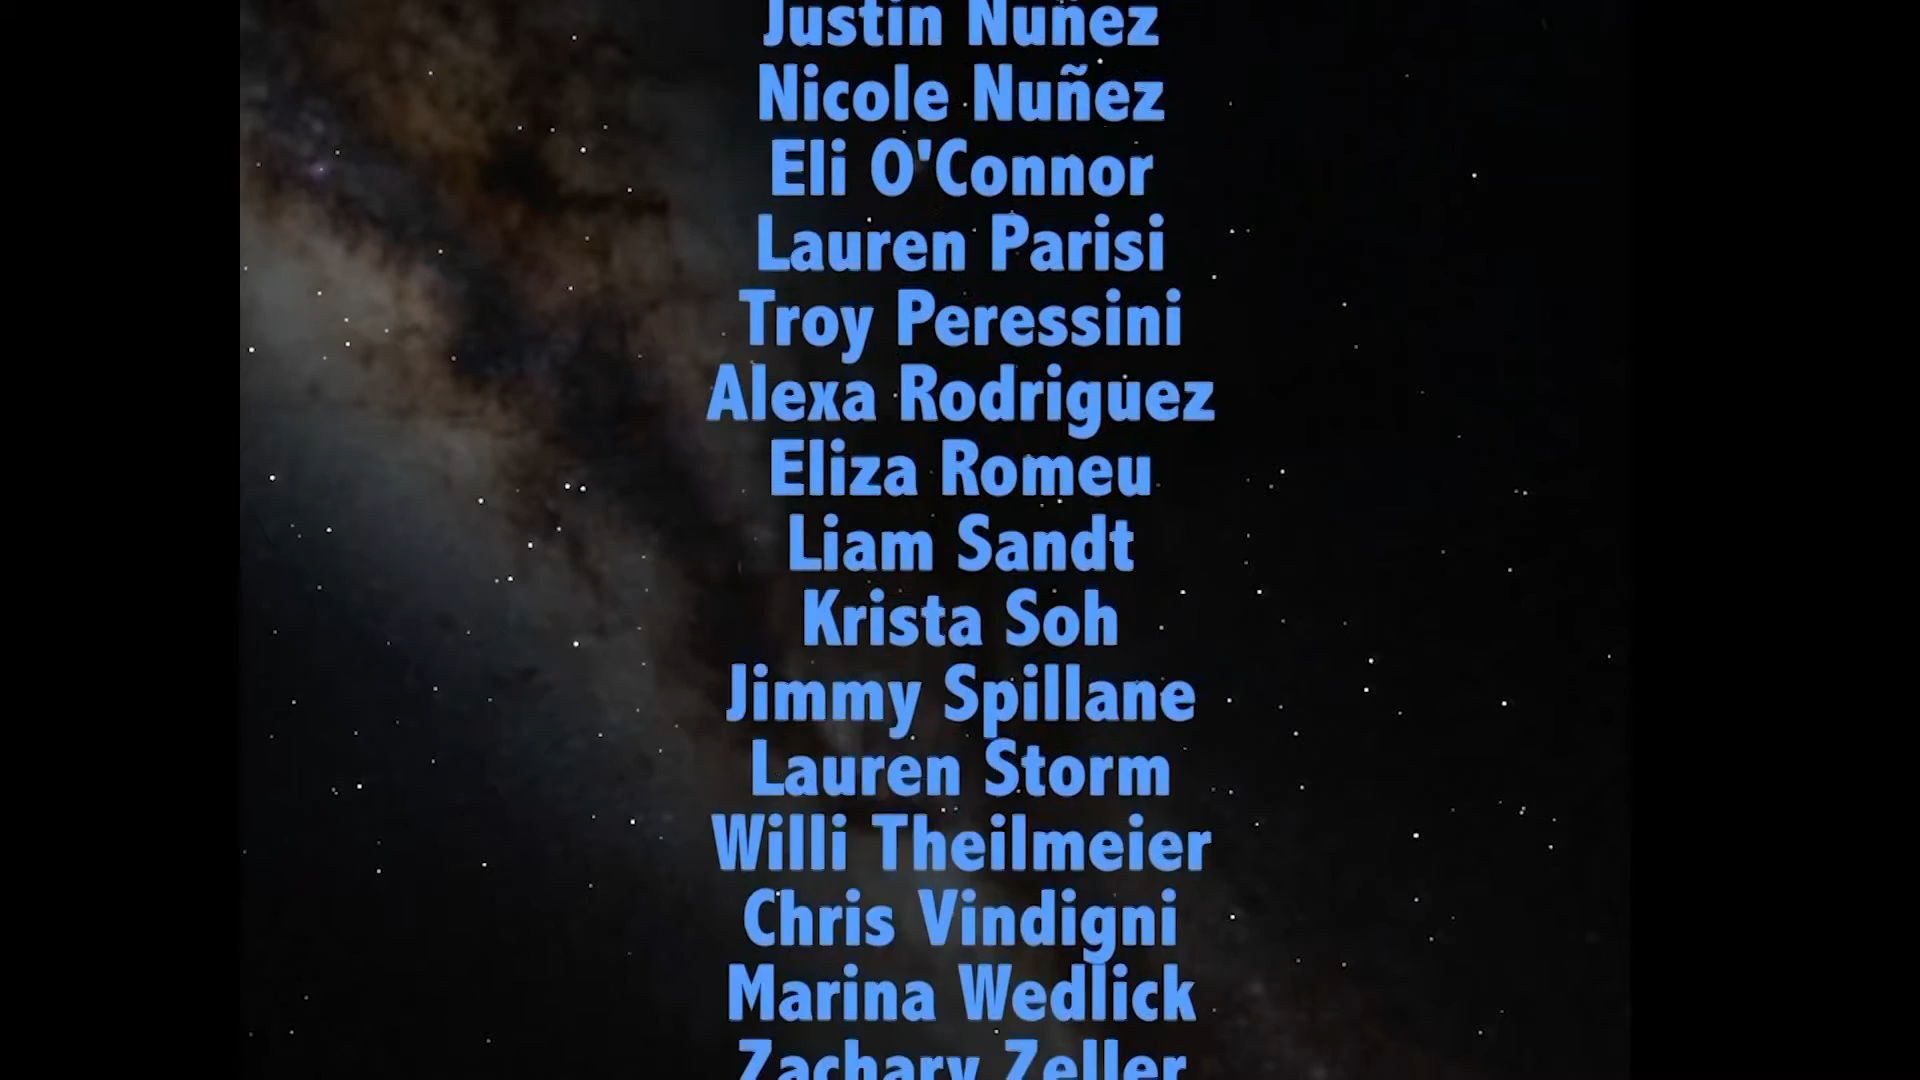 Justin Nuñez
Nicole Nuñez
Eli O'Connor
Lauren Parisi
Troy Peressini
Alexa Rodriguez
Eliza Romeu
Liam Sandt
Krista Soh
Jimmy Spillane
Lauren Storm
Willi Theilmeier
Chris Vindigni
Marina Wedlick
Zachary Zeller